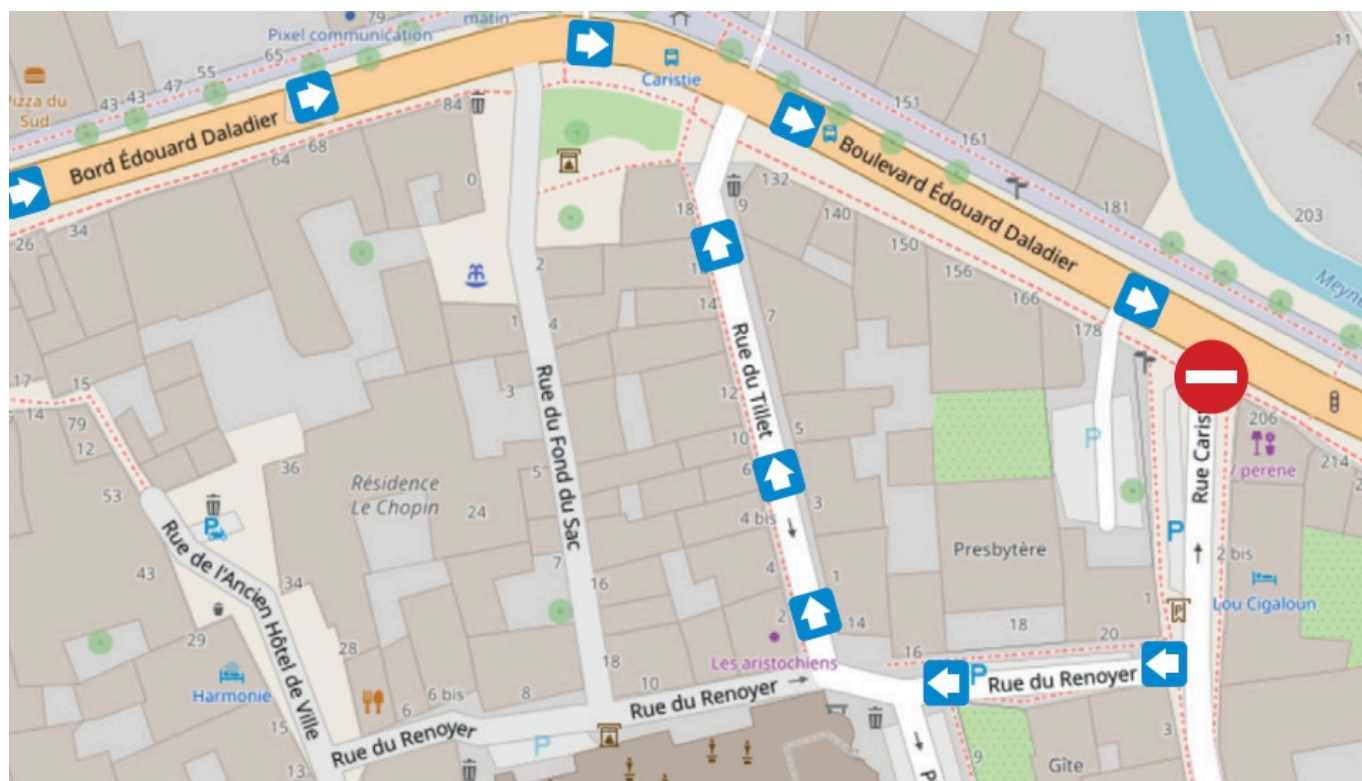 79
matin
Pixel communication
65
55
47
43
43
Pizza du
Sud
11
Caristie
84
151
Bord Édouard Daladier
68
64
161
Boulevard Édouard Daladier
0
132
18
9
140
181
203
34
26
150
156
166
2
14
7
178
1
4
Rue du Fond du Sac
Rue du Tillet
17
15
14
79
12
3
12
5
10
P
Rue Caris
206
perene
214
36
53
Résidence
Le Chopin
24
5
6
4 bis
3
P
Rue de l'Ancien Hôtel de Ville
43
34
7
16
4
1
Presbytère
P
2 bis
Lou Cigaloun
1
P
29
28
2
14
18
20
16
Harmonie
18
Les aristochiens
6 bis
8
10
Rue du Renoyer
P
Rue du Renoyer
6
15
Rue du Renoyer
P
3
13
9
Gîte
P